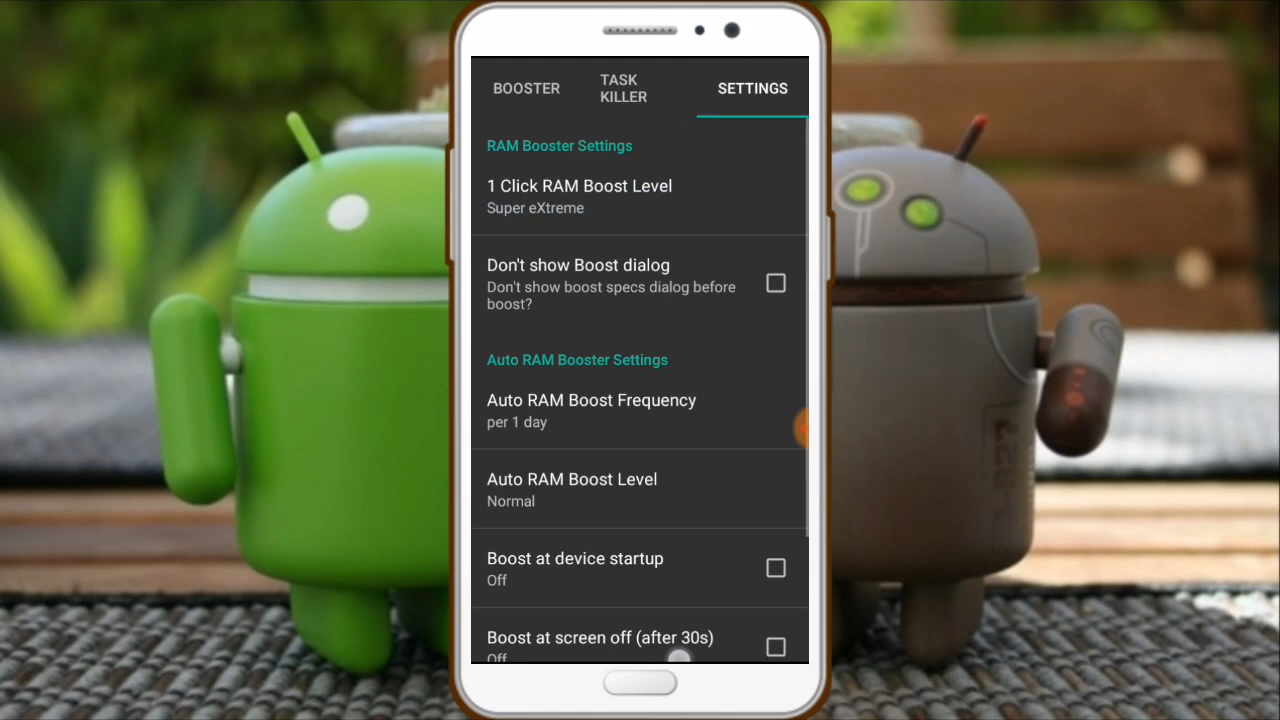 BOOSTER
TASK
KILLER
SETTINGS
RAM Booster Settings
1 Click RAM Boost Level
Super eXtreme
Don't show Boost dialog
Don't show boost specs dialog before
boost?
Auto RAM Booster Settings
Auto RAM Boost Frequency
per 1 day
Auto RAM Boost Level
Normal
Boost at device startup
Off
Boost at screen off (after 30s)
Off